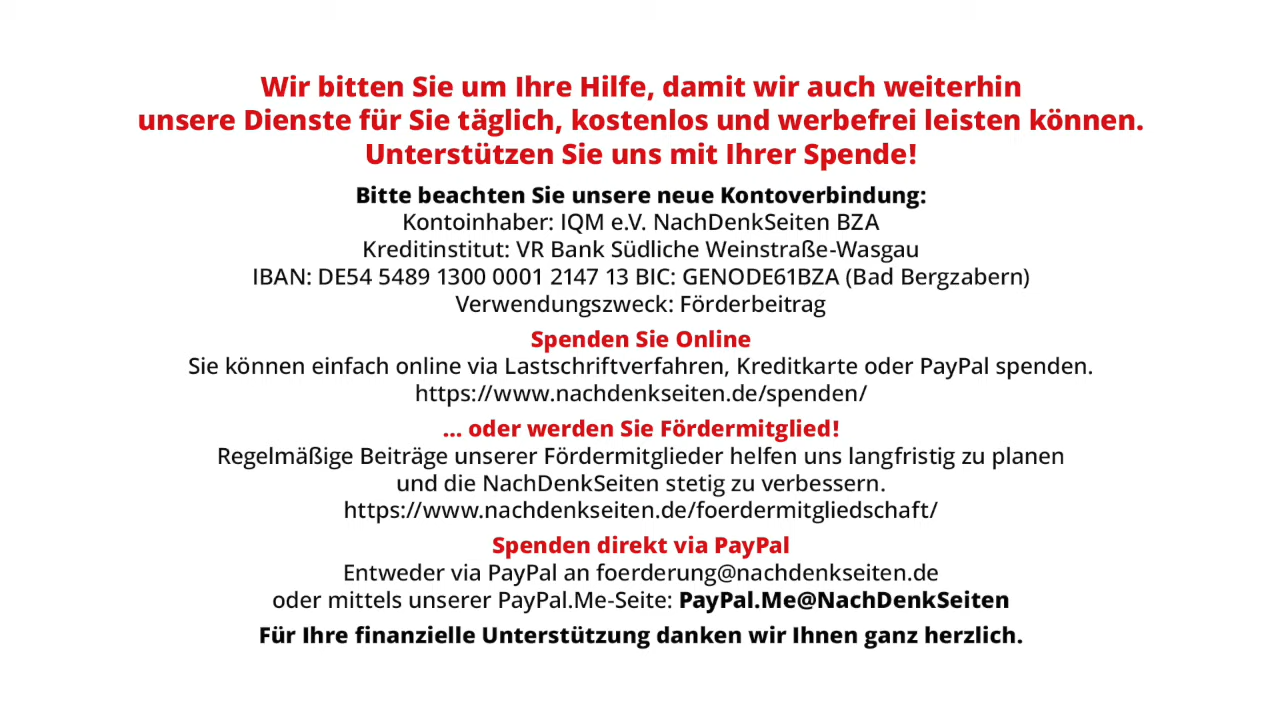 Wir bitten Sie um Ihre Hilfe, damit wir auch weiterhin
unsere Dienste für Sie täglich, kostenlos und werbefrei leisten können.
Unterstützen Sie uns mit Ihrer Spende!
Bitte beachten Sie unsere neue Kontoverbindung:
Kontoinhaber: IQM e.V. NachDenkSeiten BZA
Kreditinstitut: VR Bank Südliche Weinstraße-Wasgau
IBAN: DE54 5489 1300 0001 2147 13 BIC: GENODE61BZA (Bad Bergzabern)
Verwendungszweck: Förderbeitrag
Spenden Sie Online
Sie können einfach online via Lastschriftverfahren, Kreditkarte oder PayPal spenden.
https://www.nachdenkseiten.de/spenden/
... oder werden Sie Fördermitglied!
Regelmäßige Beiträge unserer Fördermitglieder helfen uns langfristig zu planen
und die NachDenkSeiten stetig zu verbessern.
https://www.nachdenkseiten.de/foerdermitgliedschaft/
Spenden direkt via PayPal
Entweder via PayPal an foerderung@nachdenkseiten.de
oder mittels unserer PayPal.Me-Seite: PayPal.Me@NachDenkSeiten
Für Ihre finanzielle Unterstützung danken wir Ihnen ganz herzlich.